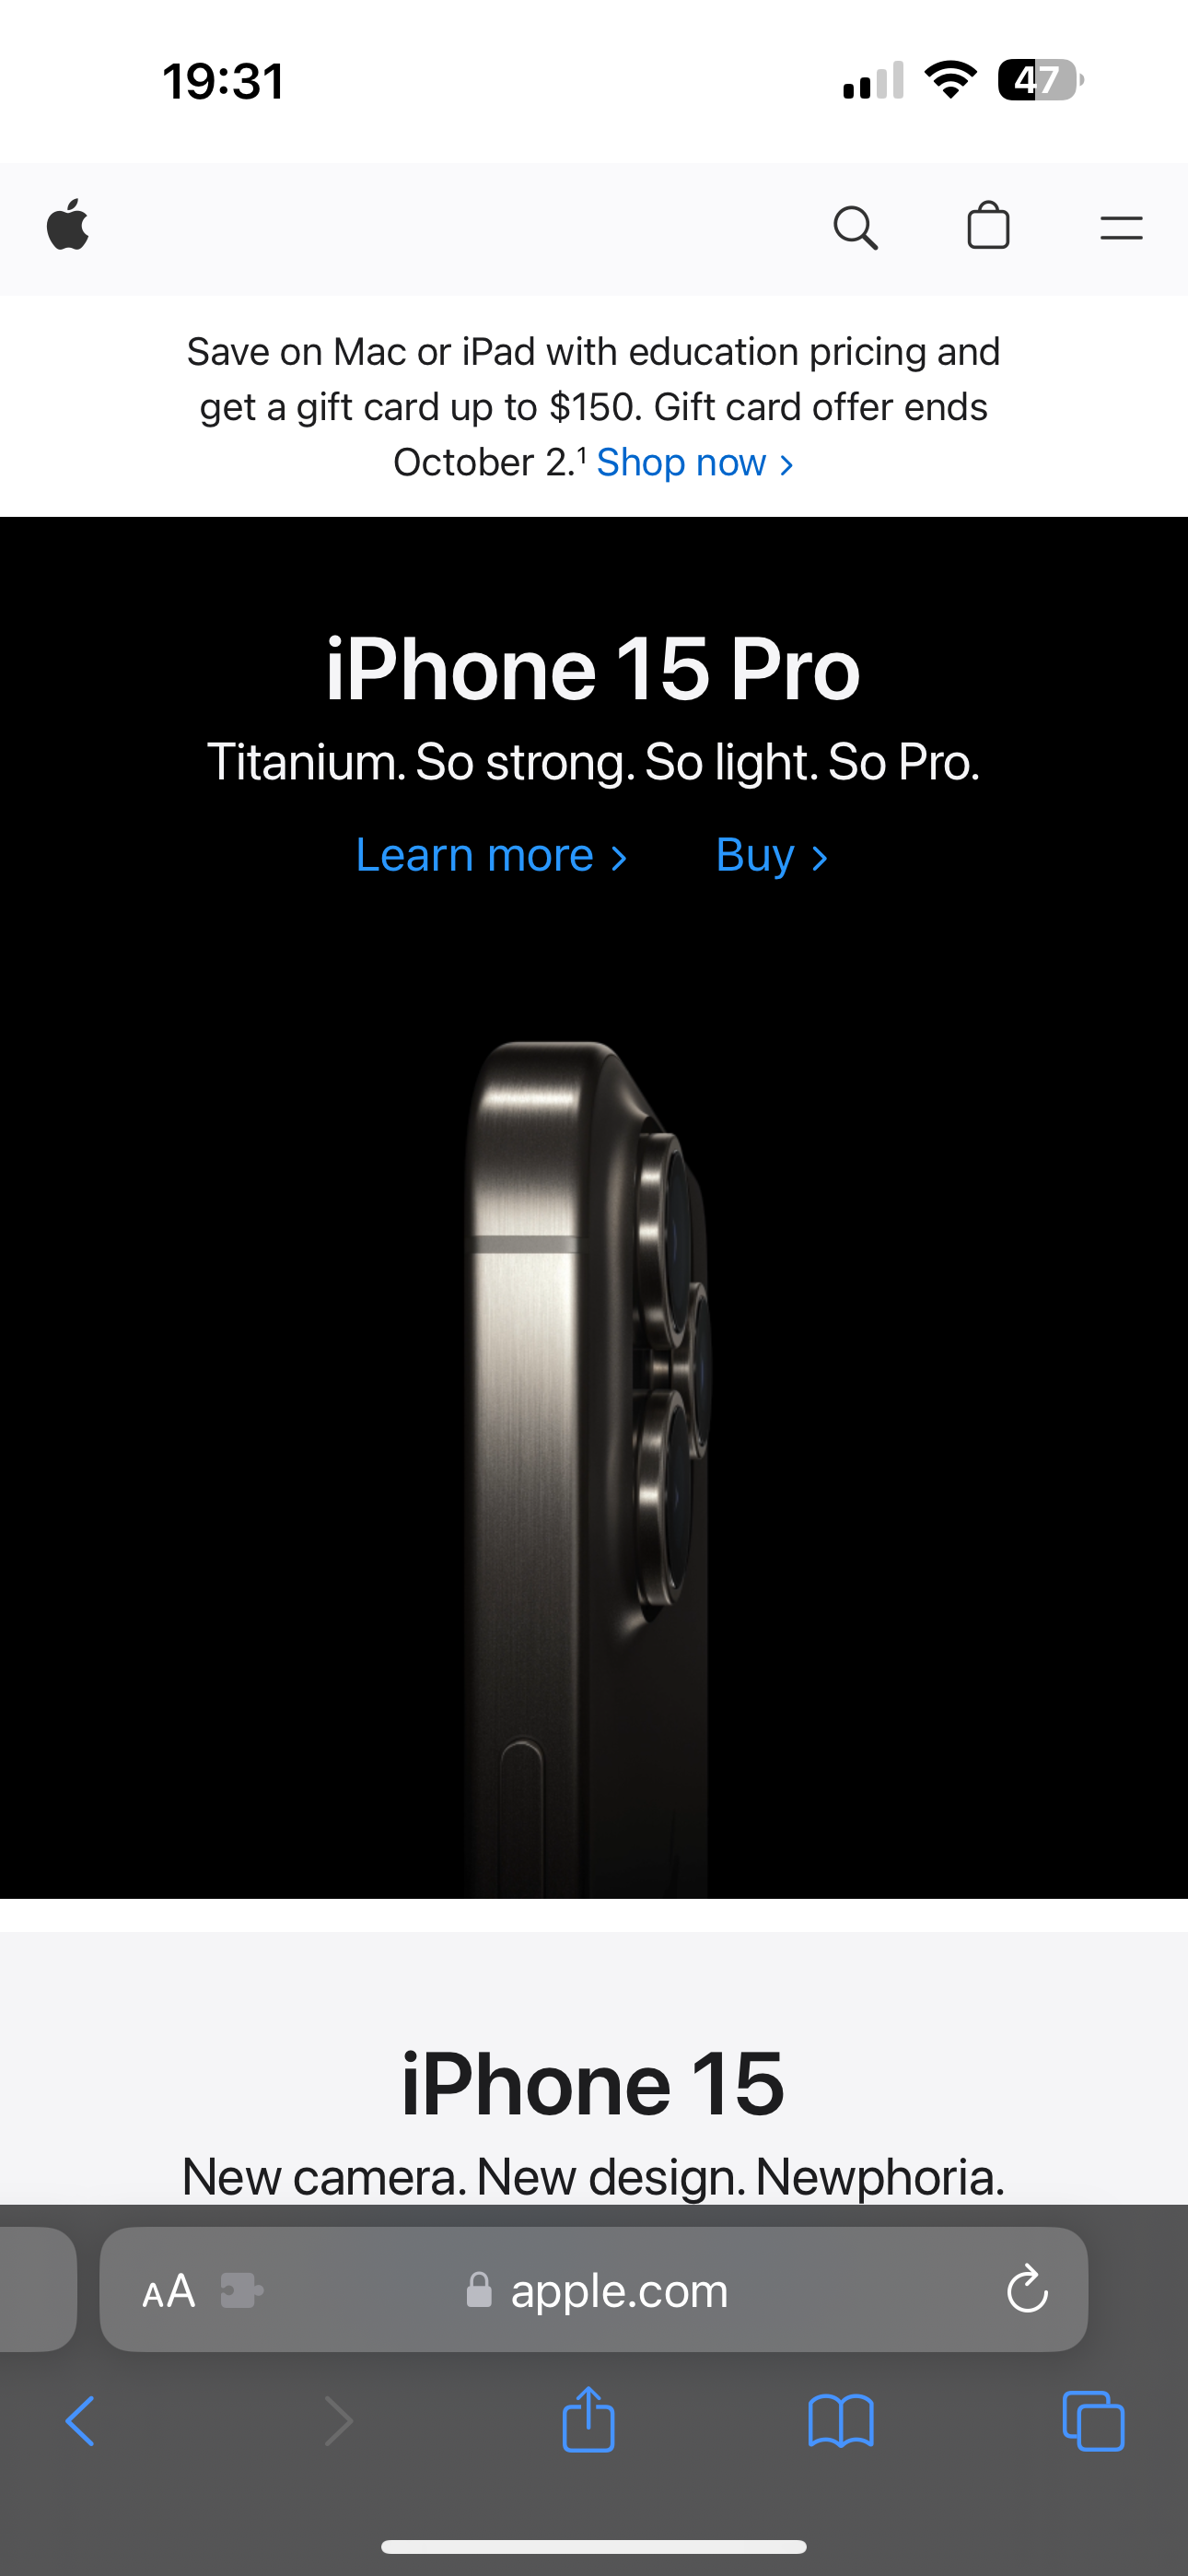 19:31
47
Save on Mac or iPad with education pricing and
get a gift card up to $150. Gift card offer ends
October 2.¹ Shop now >
iPhone 15 Pro
Titanium. So strong. So light. So Pro.
Learn more > Buy >
iPhone 15
New camera. New design. Newphoria.
AA apple.com